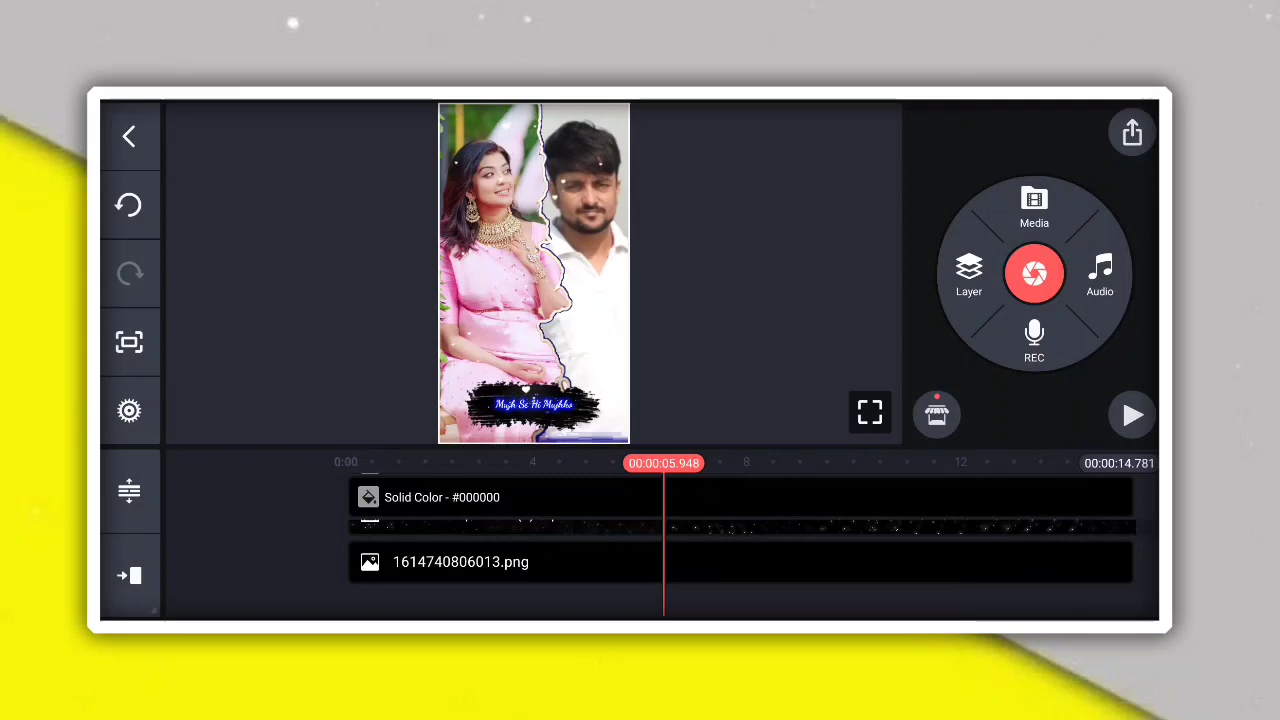 Media
Layer
Audio
REC
Mujh Se Hi Mujhko
0:00
4
00:00:05.948
8
12
00:00:14.781
Solid Color - #000000
1614740806013.png